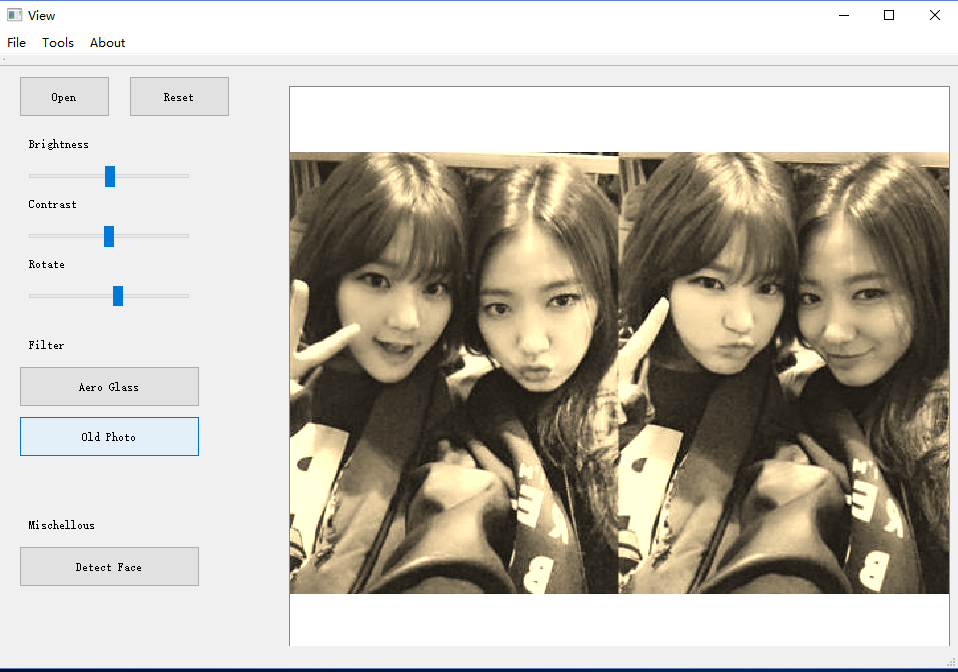 View
File Tools About
Open Reset
Brightness
Contrast
Rotate
Filter
Aero Glass
Old Photo
Mischellous
Detect Face